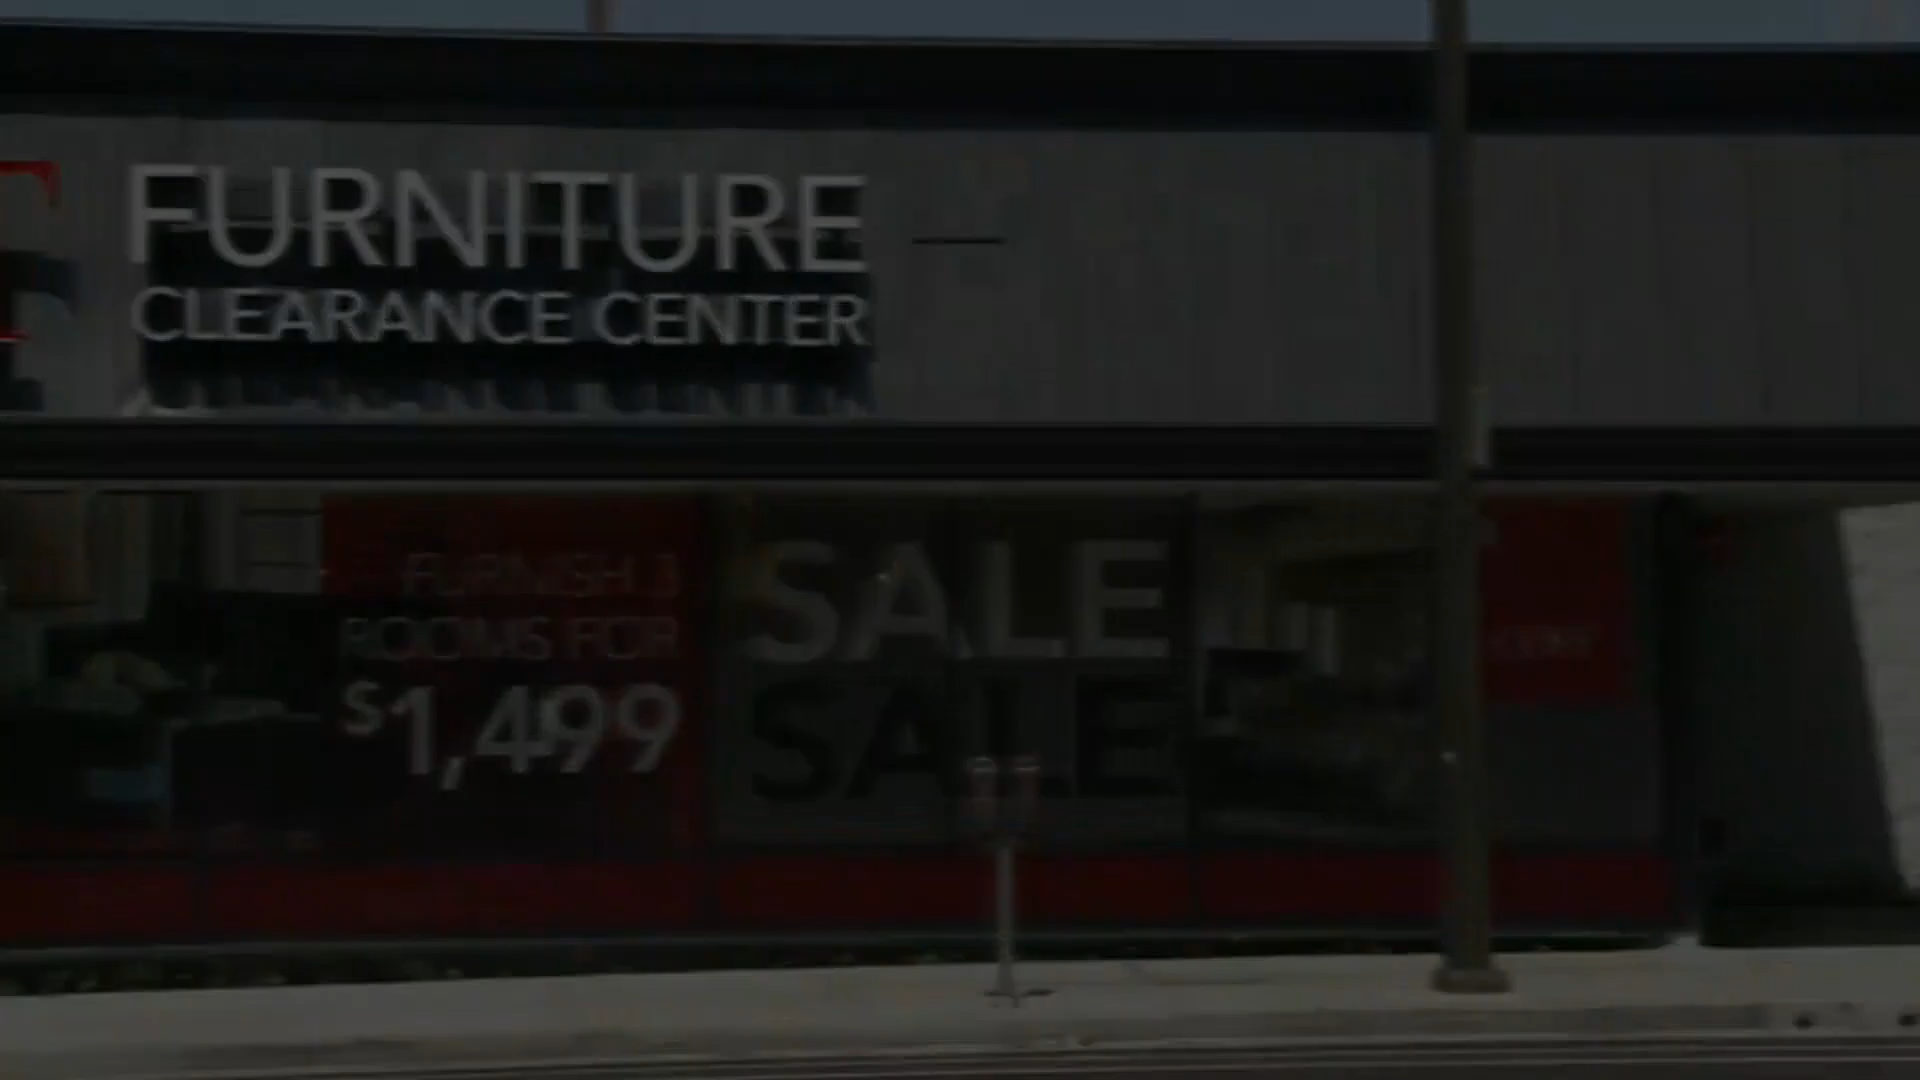 FURNITURE
CLEARANCE CENTER
FURNISH 3
ROOMS FOR
$1,499
SALE
SALE